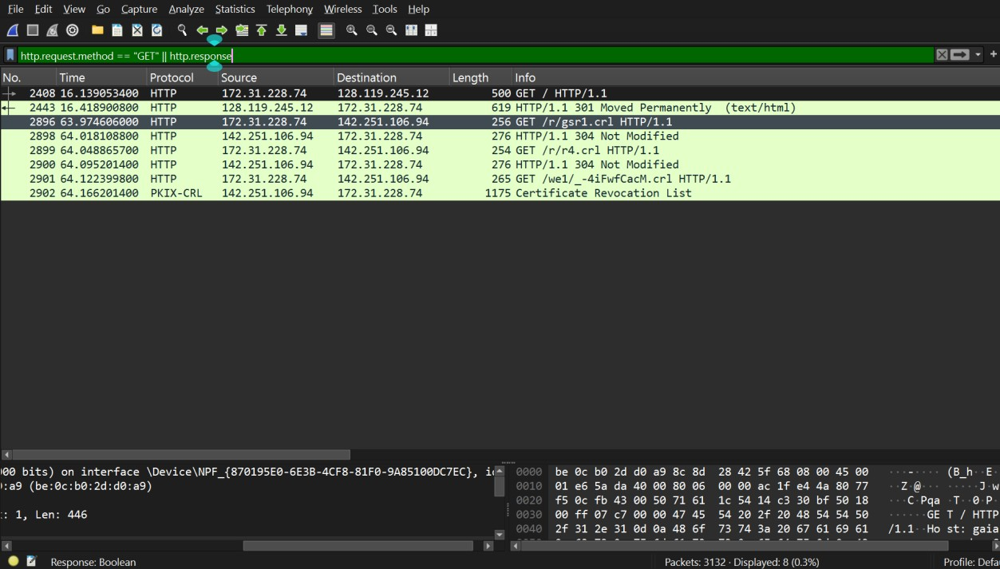 File Edit View Go Capture Analyze Statistics Telephony Wireless Tools Help
http.request.method == "GET" || http.response
No. Time Protocol Source Destination Length Info
2408 16.139053400 HTTP 172.31.228.74 128.119.245.12 500 GET / HTTP/1.1
2443 16.418900800 HTTP 128.119.245.12 172.31.228.74 619 HTTP/1.1 301 Moved Permanently (text/html)
2896 63.974606000 HTTP 172.31.228.74 142.251.106.94 256 GET /r/gsr1.crl HTTP/1.1
2898 64.018108800 HTTP 142.251.106.94 172.31.228.74 276 HTTP/1.1 304 Not Modified
2899 64.048865700 HTTP 172.31.228.74 142.251.106.94 254 GET /r/r4.crl HTTP/1.1
2900 64.095201400 HTTP 142.251.106.94 172.31.228.74 276 HTTP/1.1 304 Not Modified
2901 64.122399800 HTTP 172.31.228.74 142.251.106.94 265 GET /we1/_-4iFwfCacM.crl HTTP/1.1
2902 64.166201400 PKIX-CRL 142.251.106.94 172.31.228.74 1175 Certificate Revocation List
00 bits) on interface \Device\NPF_{870195E0-6E3B-4CF8-81F0-9A85100DC7EC}, i
:a9 (be:0c:b0:2d:d0:a9)
: 1, Len: 446
0000 be 0c b0 2d d0 a9 8c 8d 28 42 5f 68 08 00 45 00 ···-···· (B_h··E·
0010 01 e6 5a da 40 00 80 06 00 00 ac 1f e4 4a 80 77 ··Z·@··· ·····J·w
0020 f5 0c fb 43 00 50 71 61 1c 54 14 c3 30 bf 50 18 ···C·Pqa ·T··0·P·
0030 00 ff 07 c7 00 00 47 45 54 20 2f 20 48 54 54 50 ······GE T / HTTP
0040 2f 31 2e 31 0d 0a 48 6f 73 74 3a 20 67 61 69 61 /1.1··Ho st: gaia
Response: Boolean
Packets: 3132 · Displayed: 8 (0.3%)
Profile: Defa